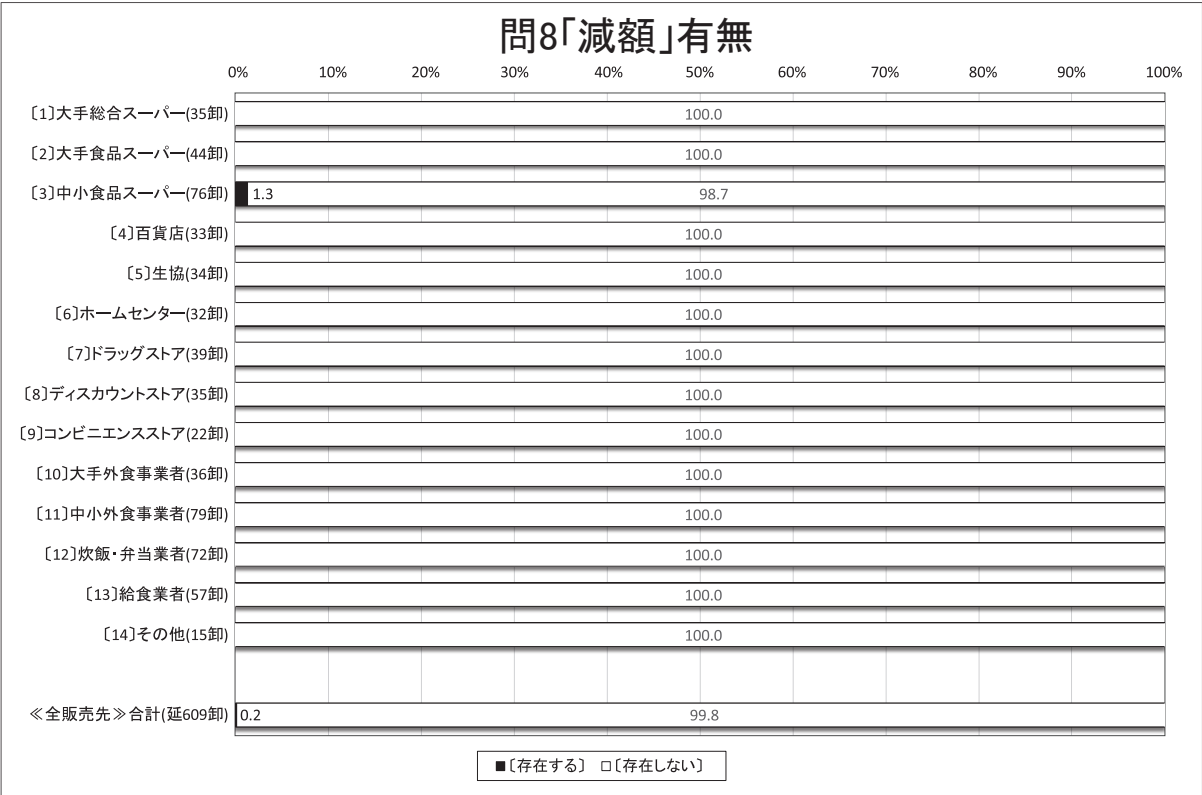 問8「減額」有無
0% 10% 20% 30% 40% 50% 60% 70% 80% 90% 100%
〔1〕大手総合スーパー(35卸) 100.0
〔2〕大手食品スーパー(44卸) 100.0
〔3〕中小食品スーパー(76卸) 1.3 98.7
〔4〕百貨店(33卸) 100.0
〔5〕生協(34卸) 100.0
〔6〕ホームセンター(32卸) 100.0
〔7〕ドラッグストア(39卸) 100.0
〔8〕ディスカウントストア(35卸) 100.0
〔9〕コンビニエンスストア(22卸) 100.0
〔10〕大手外食事業者(36卸) 100.0
〔11〕中小外食事業者(79卸) 100.0
〔12〕炊飯・弁当業者(72卸) 100.0
〔13〕給食業者(57卸) 100.0
〔14〕その他(15卸) 100.0
≪全販売先≫合計(延609卸) 0.2 99.8
■〔存在する〕 □〔存在しない〕